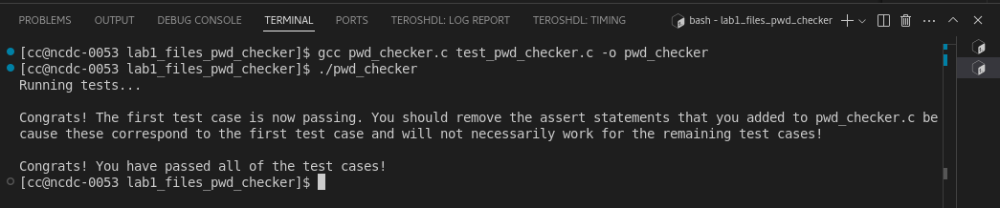 PROBLEMS OUTPUT DEBUG CONSOLE TERMINAL PORTS TEROSHDL: LOG REPORT TEROSHDL: TIMING bash - lab1_files_pwd_checker
[cc@ncdc-0053 lab1_files_pwd_checker]$ gcc pwd_checker.c test_pwd_checker.c -o pwd_checker
[cc@ncdc-0053 lab1_files_pwd_checker]$ ./pwd_checker
Running tests...
Congrats! The first test case is now passing. You should remove the assert statements that you added to pwd_checker.c be
cause these correspond to the first test case and will not necessarily work for the remaining test cases!
Congrats! You have passed all of the test cases!
[cc@ncdc-0053 lab1_files_pwd_checker]$